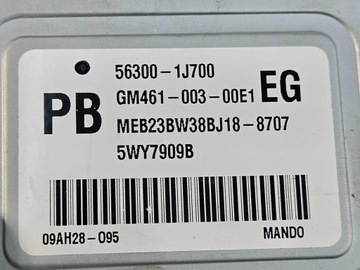 56300-1J700
PB GM461-003-00E1 EG
MEB23BW38BJ18-8707
5WY7909B
09AH28-095 MANDO